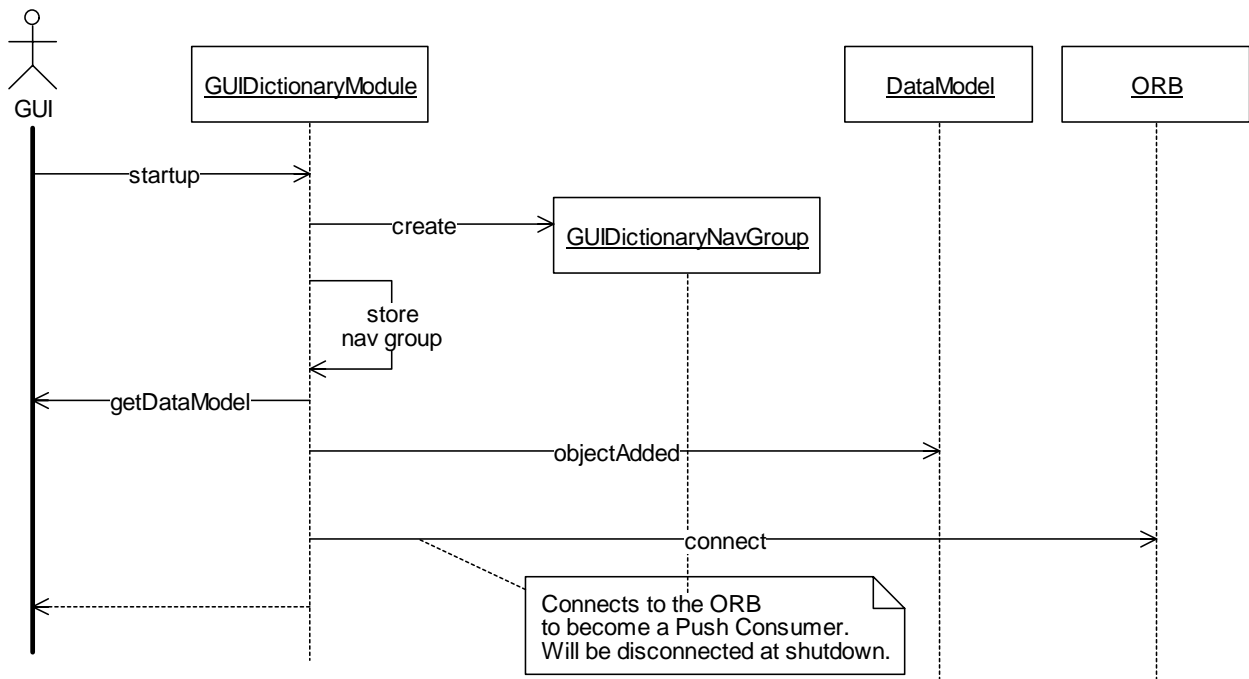 GUI
GUIDictionaryModule
DataModel
ORB
startup
create
GUIDictionaryNavGroup
store
nav group
getDataModel
objectAdded
connect
Connects to the ORB
to become a Push Consumer.
Will be disconnected at shutdown.